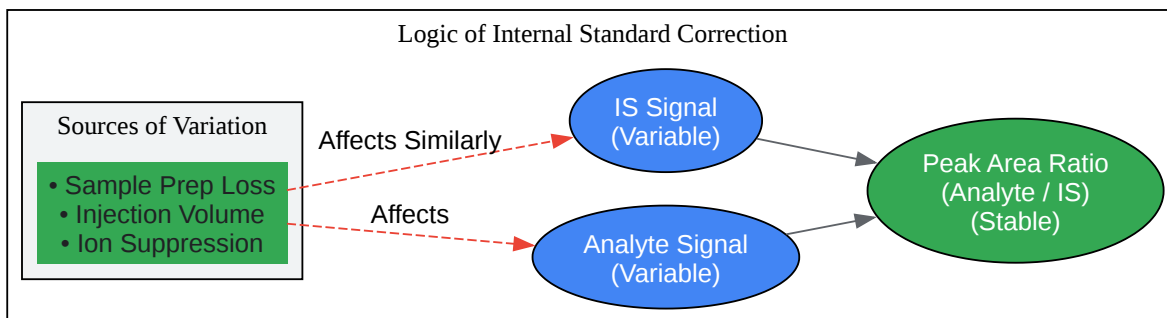 Logic of Internal Standard Correction
Sources of Variation
• Sample Prep Loss
• Injection Volume
• Ion Suppression
Affects Similarly
Affects
IS Signal
(Variable)
Analyte Signal
(Variable)
Peak Area Ratio
(Analyte / IS)
(Stable)